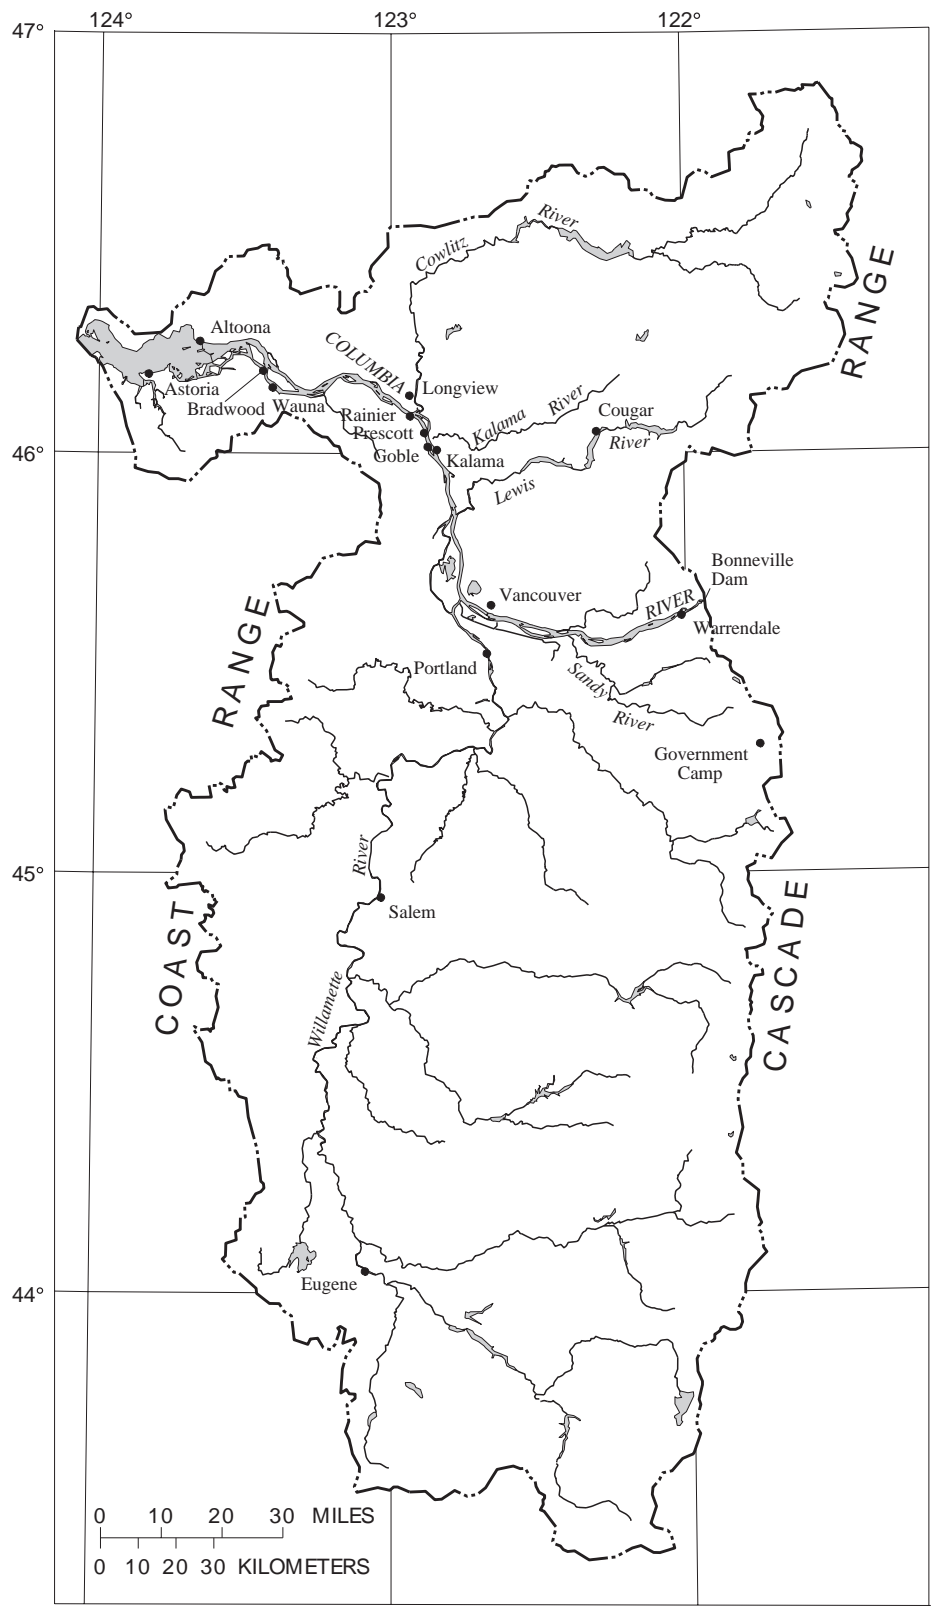 124°
123°
122°
47°
River
Cowlitz
RANGE
Altoona
COLUMBIA
Longview
Astoria
Bradwood
Wauna
Rainier
Kalama
River
Cougar
Prescott
River
46°
Goble
Kalama
Lewis
Bonneville
Dam
Vancouver
RIVER
Warrendale
RANGE
Portland
Sandy
River
Government
Camp
River
45°
Salem
COAST
CASCADE
Willamette
Eugene
44°
0 10 20 30 MILES
0 10 20 30 KILOMETERS